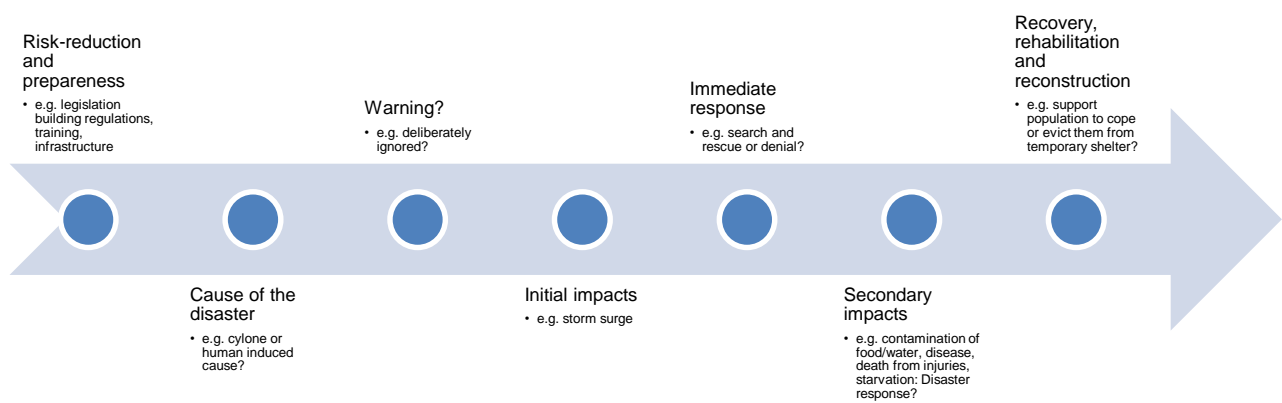 Risk-reduction
and
prepareness
• e.g. legislation
building regulations,
training,
infrastructure
Cause of the
disaster
• e.g. cylone or
human induced
cause?
Warning?
• e.g. deliberately
ignored?
Initial impacts
• e.g. storm surge
Immediate
response
• e.g. search and
rescue or denial?
Secondary
impacts
• e.g. contamination of
food/water, disease,
death from injuries,
starvation: Disaster
response?
Recovery,
rehabilitation
and
reconstruction
• e.g. support
population to cope
or evict them from
temporary shelter?